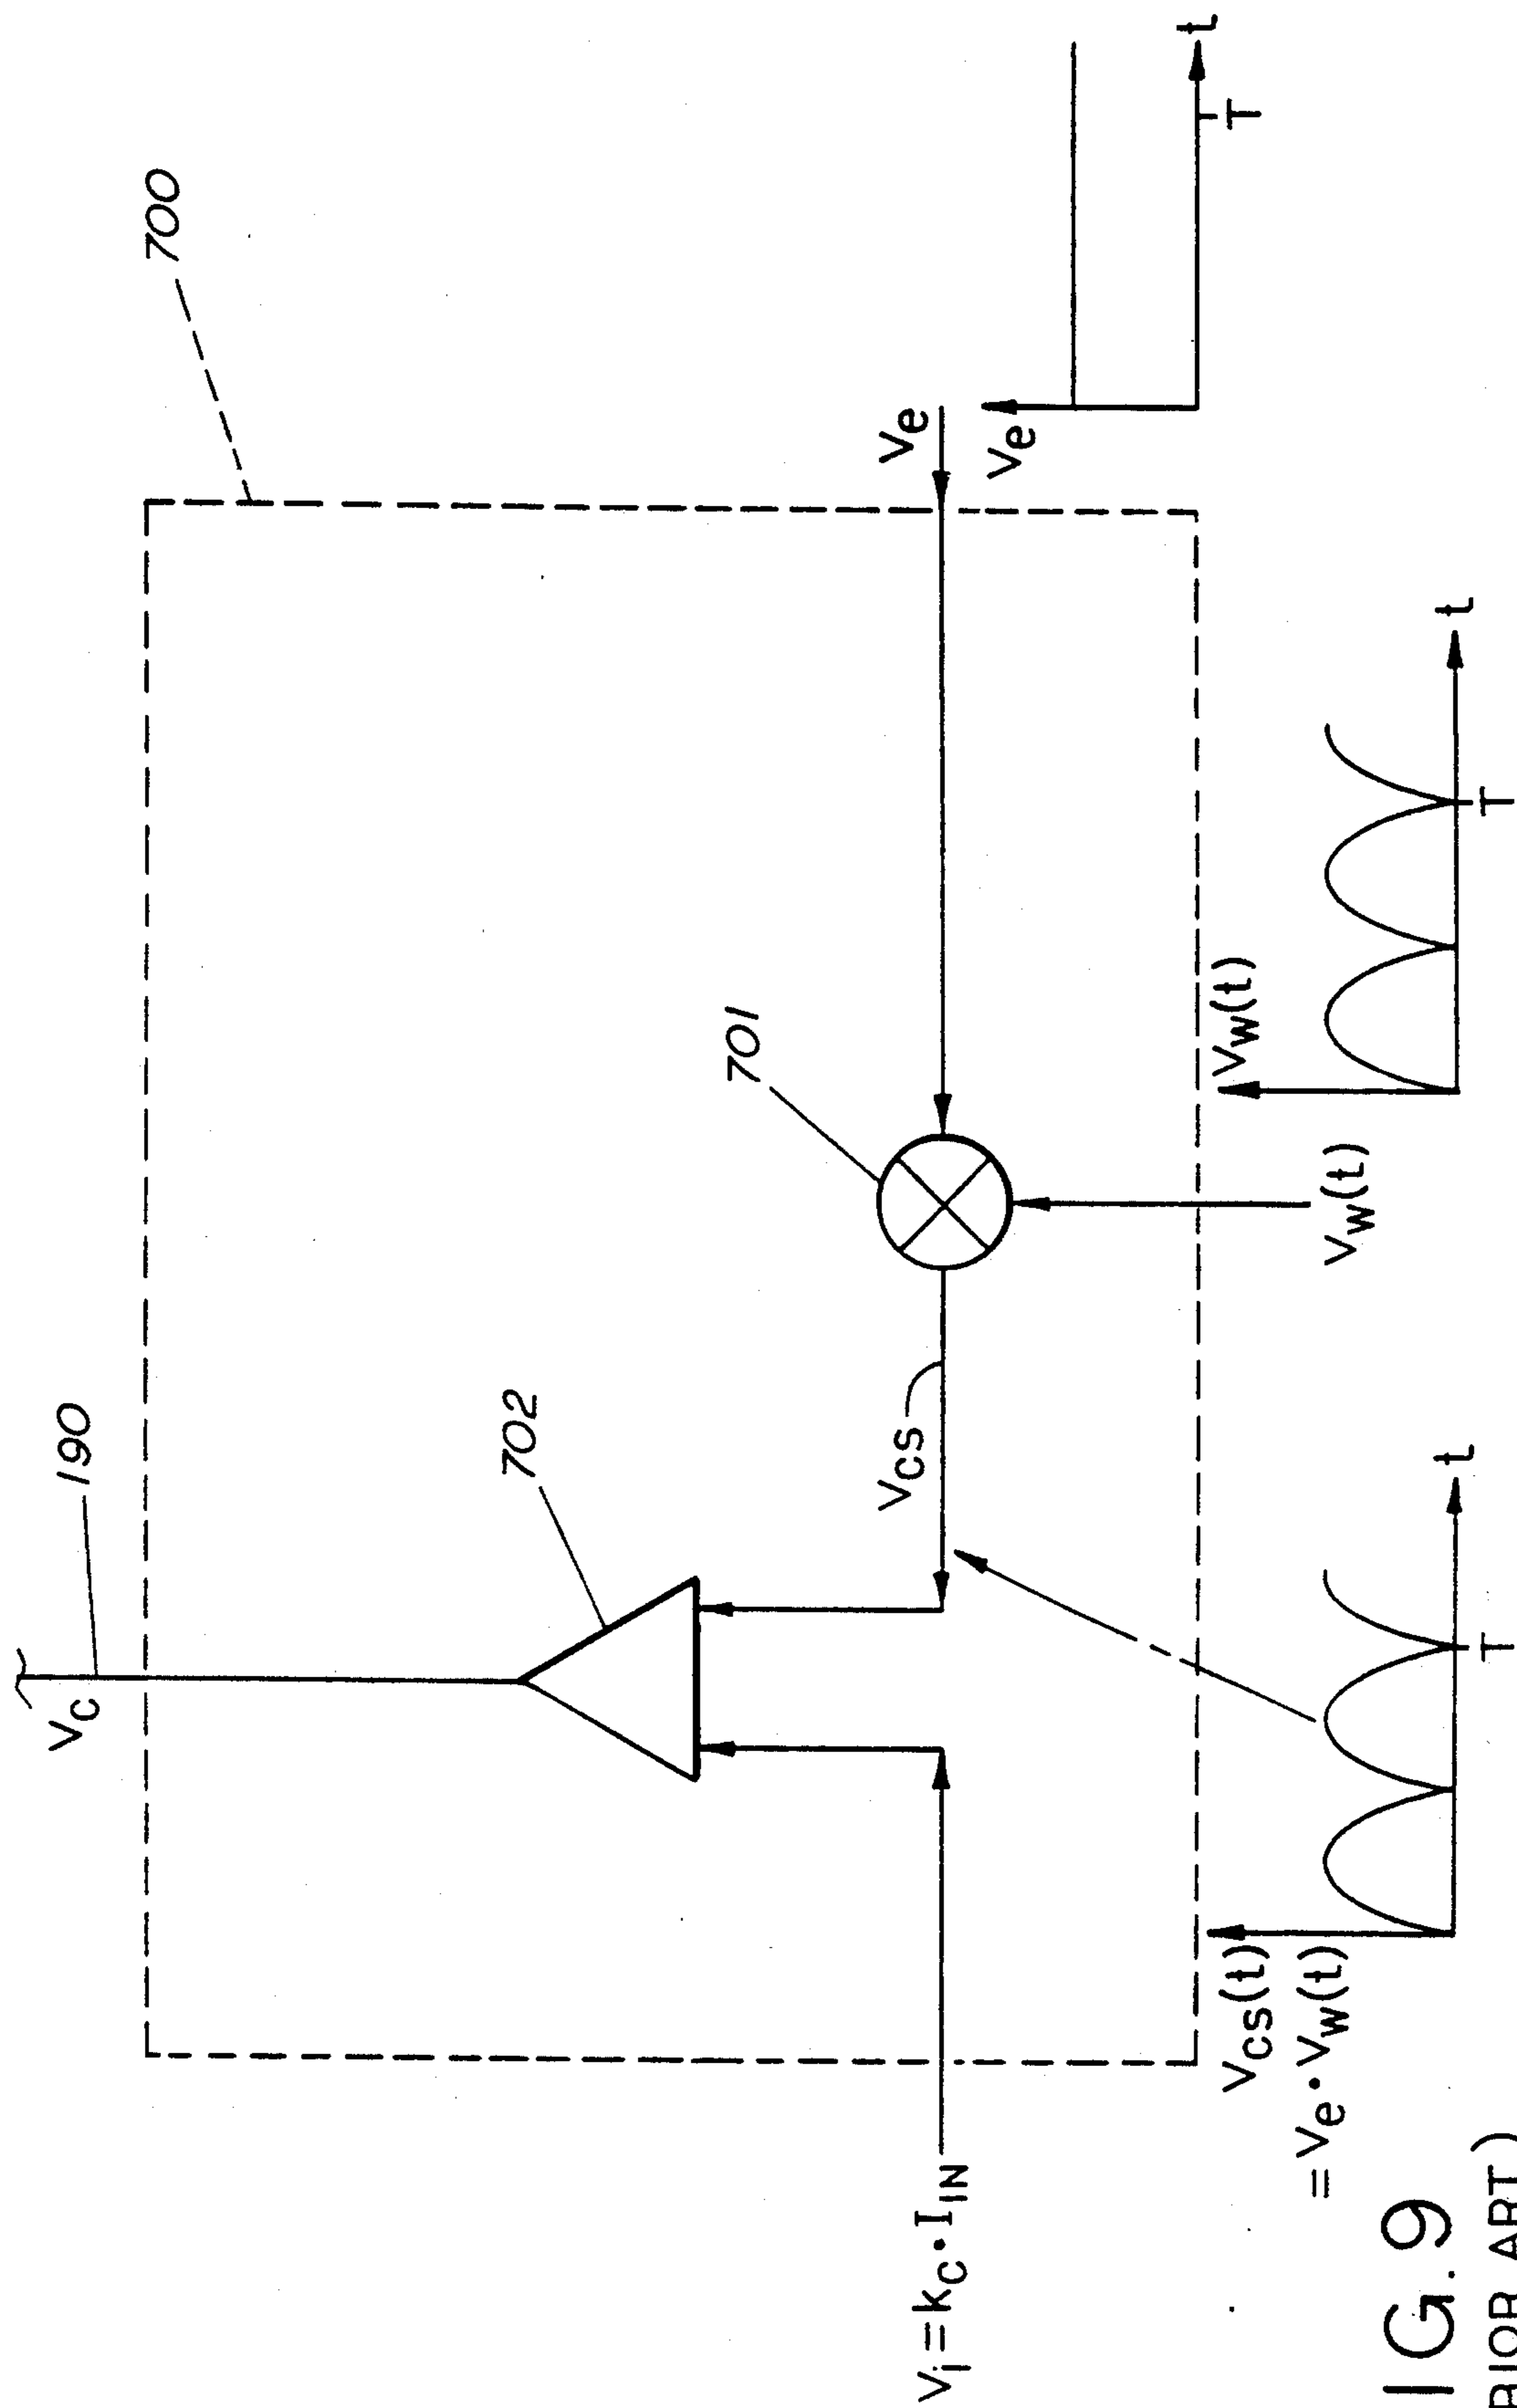 190
Vc
700
702
701
Vcs
Ve
Vi=kc·IIN
Ve
t
T
Vw(t)
Vcs(t)
=Ve·Vw(t)
t
T
Vw(t)
t
T
IG. 9
RIOR ART)